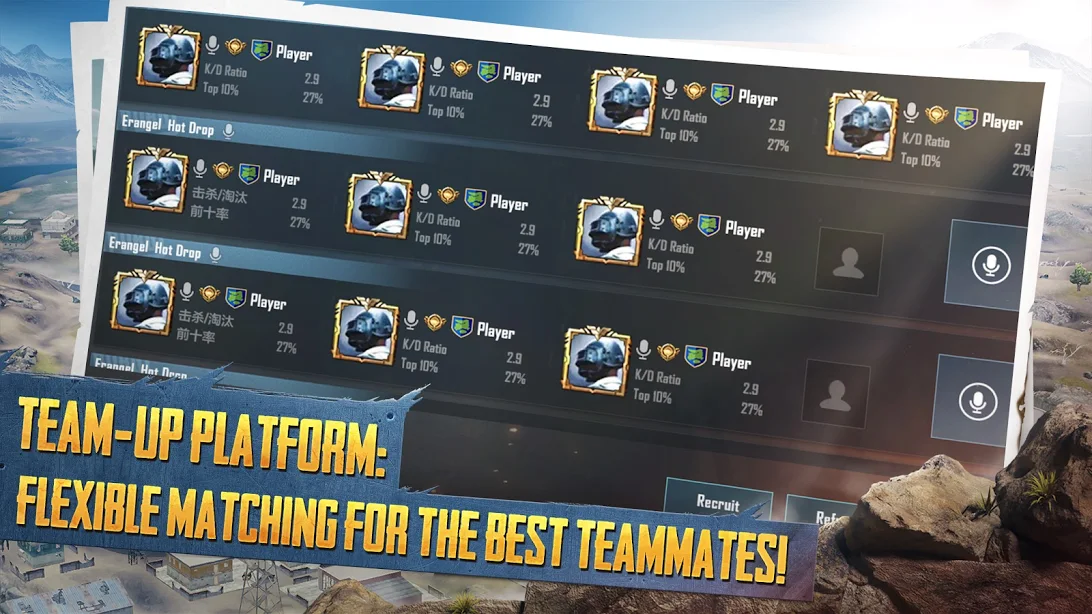 Player
K/D Ratio 2.9
Top 10% 27%
Player
K/D Ratio 2.9
Top 10% 27%
Player
K/D Ratio 2.9
Top 10% 27%
Player
K/D Ratio 2.9
Top 10% 27%
Erangel Hot Drop
Player
击杀/淘汰 2.9
前十率 27%
Player
K/D Ratio 2.9
Top 10% 27%
Player
K/D Ratio 2.9
Top 10% 27%
Erangel Hot Drop
Player
击杀/淘汰 2.9
前十率 27%
Player
K/D Ratio 2.9
Top 10% 27%
Player
K/D Ratio 2.9
Top 10% 27%
Erangel Hot Drop
Recruit
TEAM-UP PLATFORM:
FLEXIBLE MATCHING FOR THE BEST TEAMMATES!